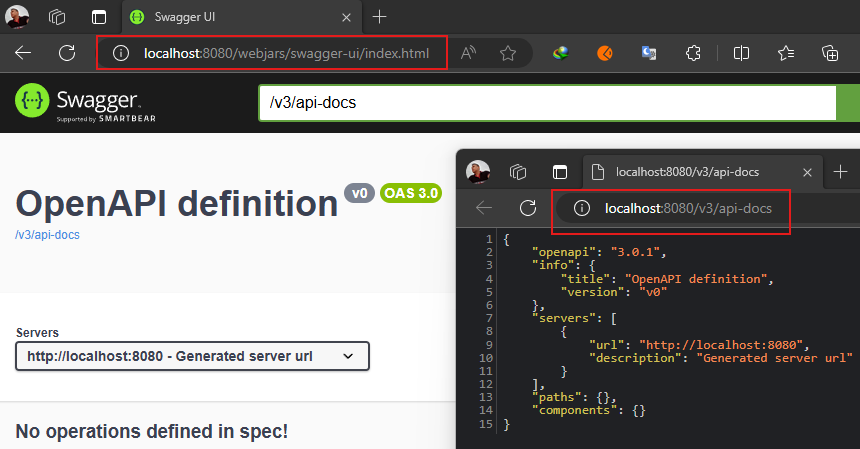 Swagger UI
localhost:8080/webjars/swagger-ui/index.html
Swagger.
Supported by SMARTBEAR
/v3/api-docs
OpenAPI definition v0 OAS 3.0
/v3/api-docs
Servers
http://localhost:8080 - Generated server url
No operations defined in spec!
localhost:8080/v3/api-docs
localhost:8080/v3/api-docs
1 {
2 "openapi": "3.0.1",
3 "info": {
4 "title": "OpenAPI definition",
5 "version": "v0"
6 },
7 "servers": [
8 {
9 "url": "http://localhost:8080",
10 "description": "Generated server url"
11 }
12 ],
13 "paths": {},
14 "components": {}
15 }